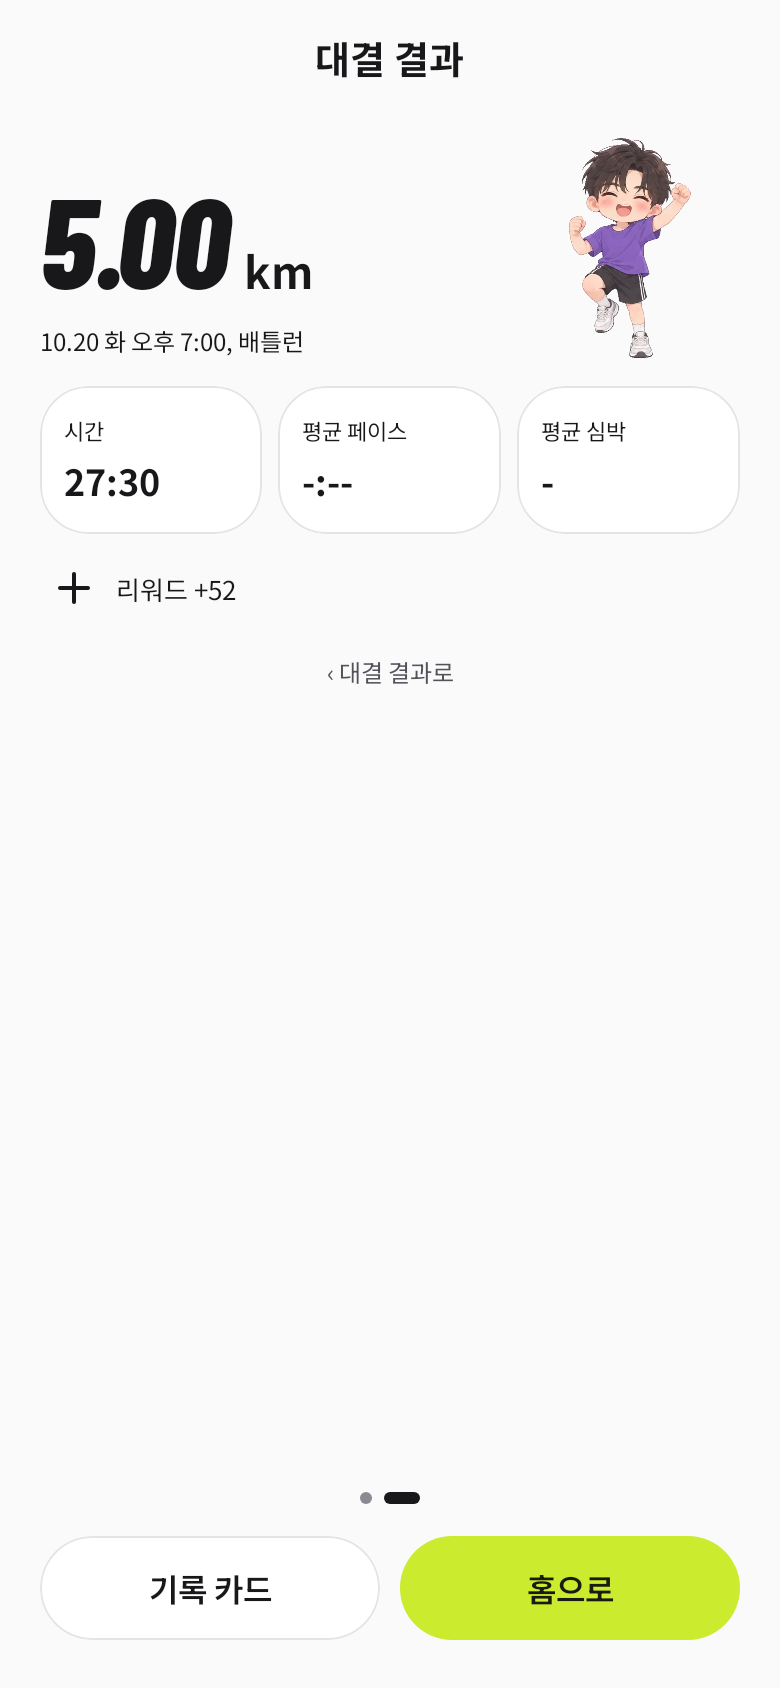 대결 결과
5.00 km
10.20 화 오후 7:00, 배틀런
시간
27:30
평균 페이스
-:--
평균 심박
-
리워드 +52
‹ 대결 결과로
기록 카드
홈으로